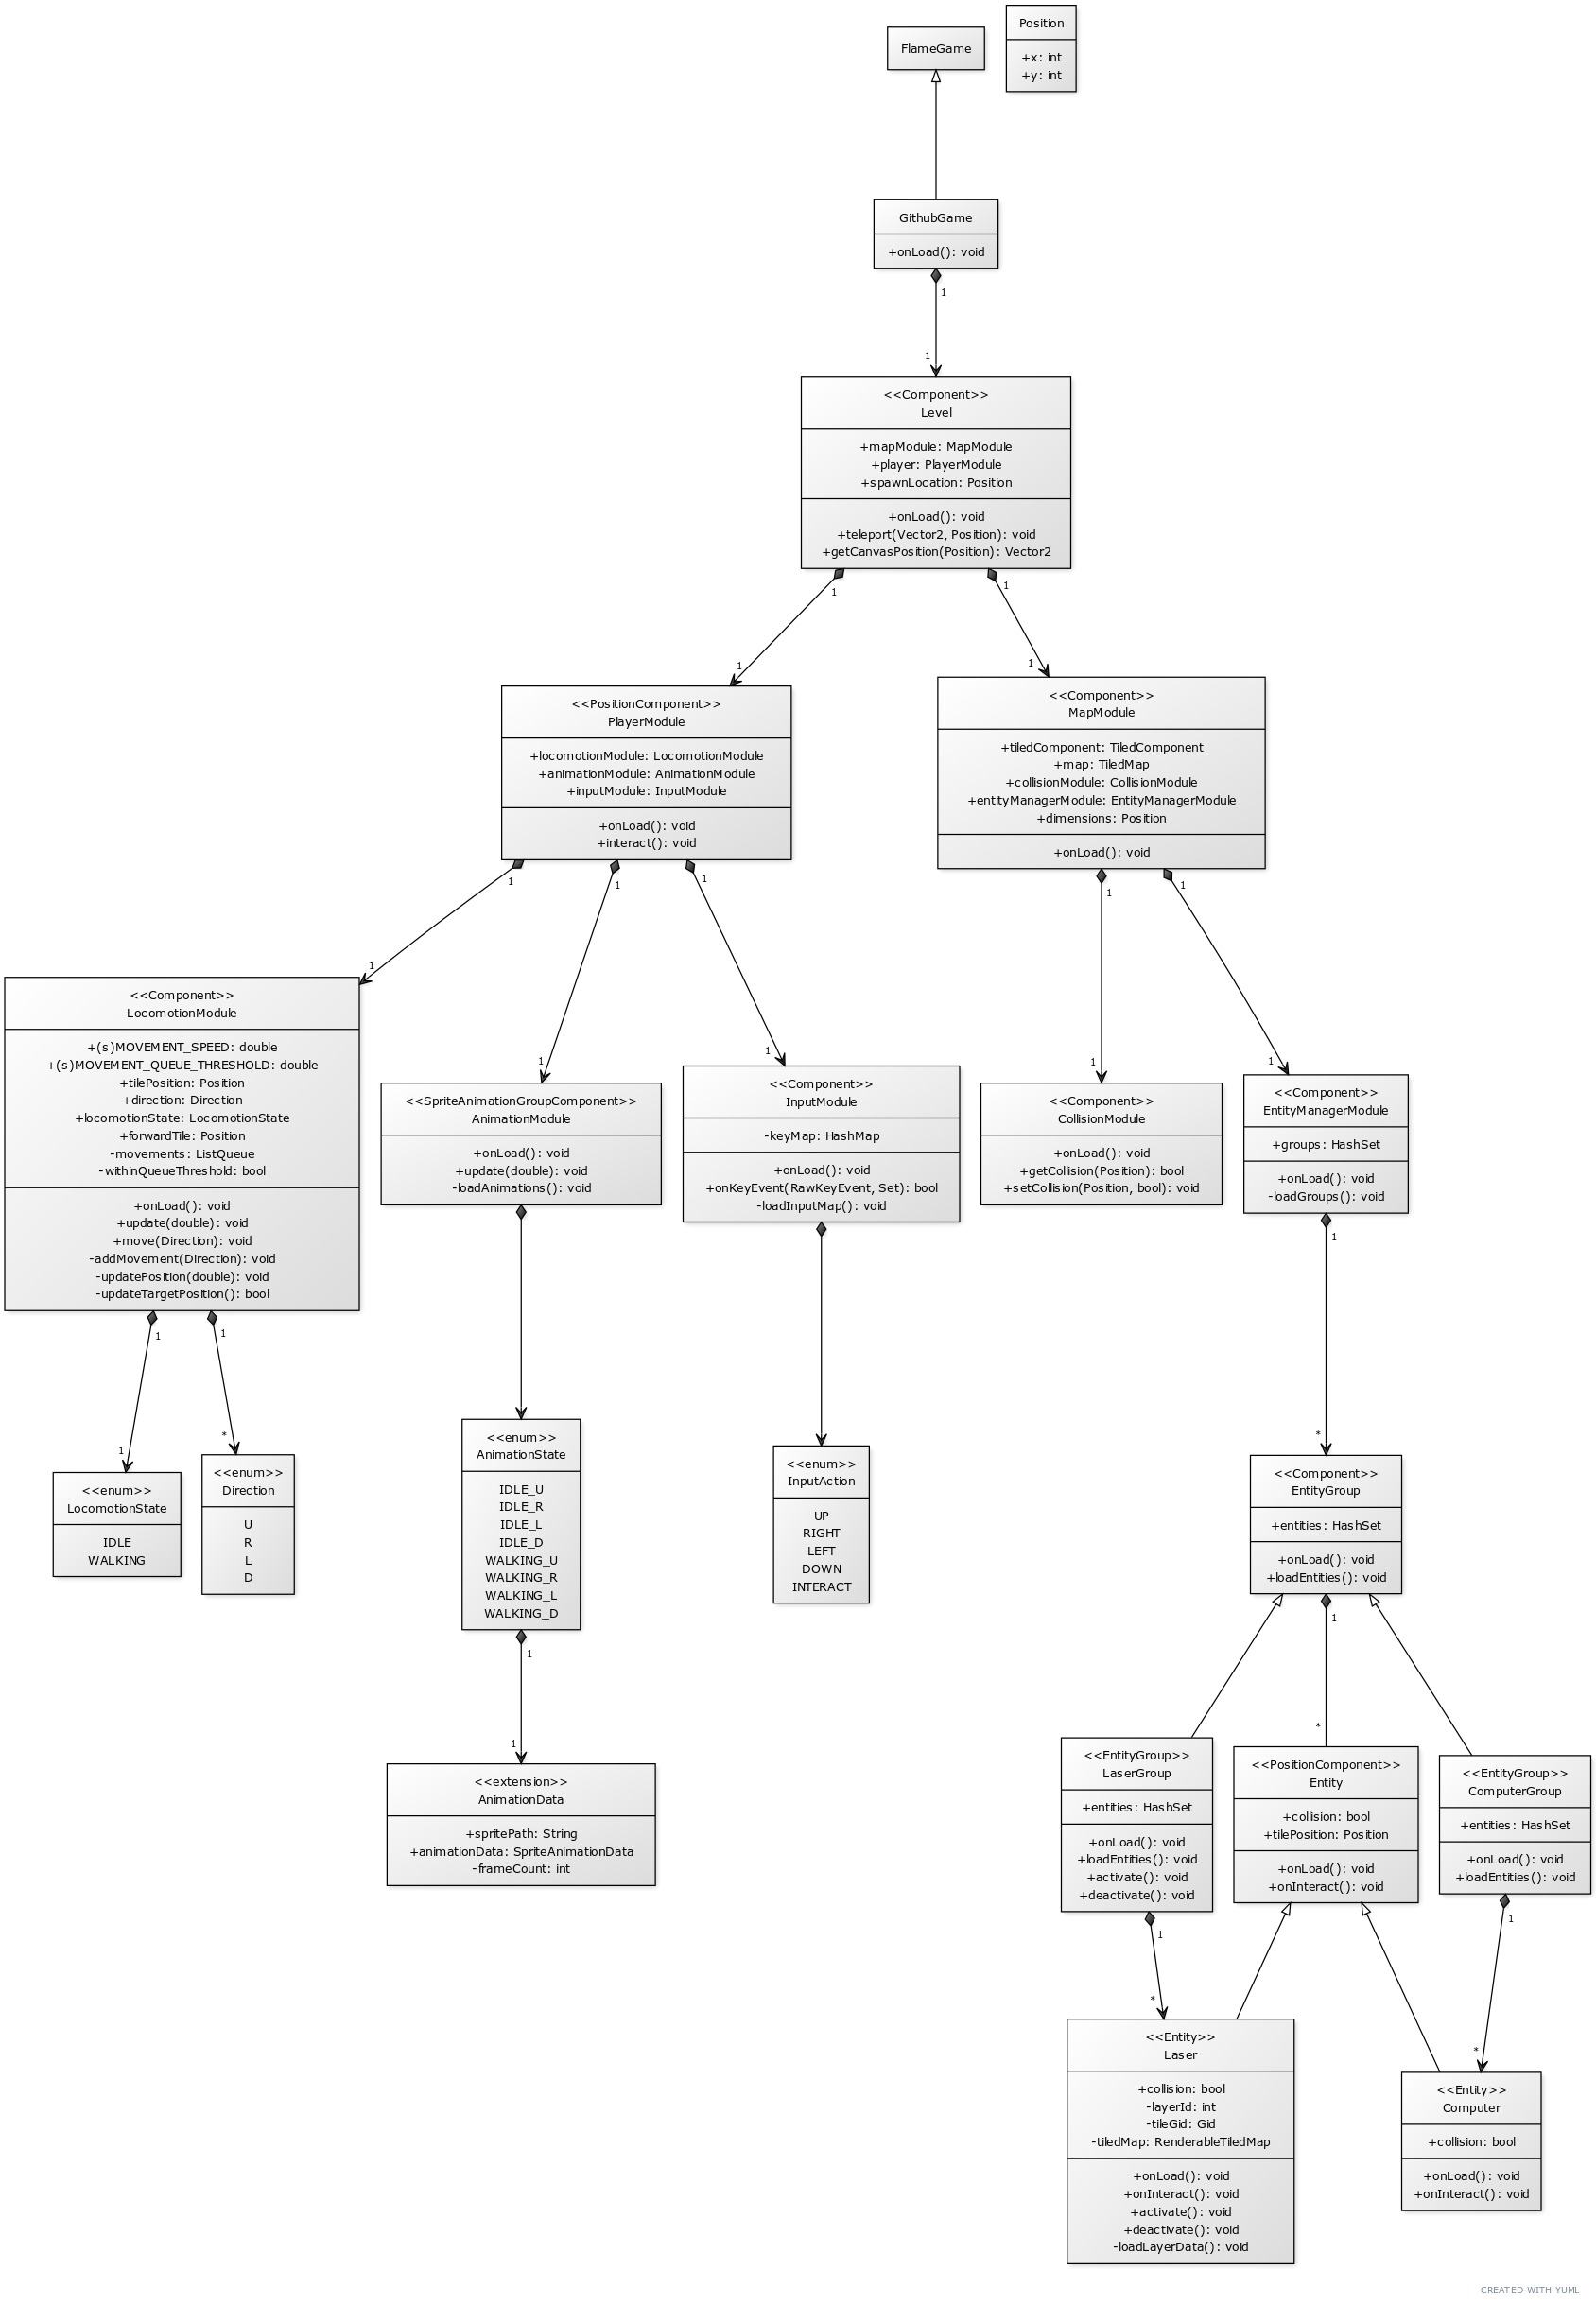 FlameGame
Position
+x: int
+y: int
GithubGame
+onLoad(): void
1
1
<<Component>>
Level
+mapModule: MapModule
+player: PlayerModule
+spawnLocation: Position
+onLoad(): void
+teleport(Vector2, Position): void
+getCanvasPosition(Position): Vector2
1
1
1
1
<<PositionComponent>>
PlayerModule
+locomotionModule: LocomotionModule
+animationModule: AnimationModule
+inputModule: InputModule
+onLoad(): void
+interact(): void
<<Component>>
MapModule
+tiledComponent: TiledComponent
+map: TiledMap
+collisionModule: CollisionModule
+entityManagerModule: EntityManagerModule
+dimensions: Position
+onLoad(): void
1
1
1
1
1
1
1
1
1
1
<<Component>>
LocomotionModule
+(s)MOVEMENT_SPEED: double
+(s)MOVEMENT_QUEUE_THRESHOLD: double
+tilePosition: Position
+direction: Direction
+locomotionState: LocomotionState
+forwardTile: Position
-movements: ListQueue
-withinQueueThreshold: bool
+onLoad(): void
+update(double): void
+move(Direction): void
-addMovement(Direction): void
-updatePosition(double): void
-updateTargetPosition(): bool
<<SpriteAnimationGroupComponent>>
AnimationModule
+onLoad(): void
+update(double): void
-loadAnimations(): void
<<Component>>
InputModule
-keyMap: HashMap
+onLoad(): void
+onKeyEvent(RawKeyEvent, Set): bool
-loadInputMap(): void
<<Component>>
CollisionModule
+onLoad(): void
+getCollision(Position): bool
+setCollision(Position, bool): void
<<Component>>
EntityManagerModule
+groups: HashSet
+onLoad(): void
-loadGroups(): void
1
1
1
*
1
*
<<enum>>
LocomotionState
IDLE
WALKING
<<enum>>
Direction
U
R
L
D
<<enum>>
AnimationState
IDLE_U
IDLE_R
IDLE_L
IDLE_D
WALKING_U
WALKING_R
WALKING_L
WALKING_D
<<enum>>
InputAction
UP
RIGHT
LEFT
DOWN
INTERACT
<<Component>>
EntityGroup
+entities: HashSet
+onLoad(): void
+loadEntities(): void
1
1
1
*
<<extension>>
AnimationData
+spritePath: String
+animationData: SpriteAnimationData
-frameCount: int
<<EntityGroup>>
LaserGroup
+entities: HashSet
+onLoad(): void
+loadEntities(): void
+activate(): void
+deactivate(): void
<<PositionComponent>>
Entity
+collision: bool
+tilePosition: Position
+onLoad(): void
+onInteract(): void
<<EntityGroup>>
ComputerGroup
+entities: HashSet
+onLoad(): void
+loadEntities(): void
1
*
1
*
<<Entity>>
Laser
+collision: bool
-layerId: int
-tileGid: Gid
-tiledMap: RenderableTiledMap
+onLoad(): void
+onInteract(): void
+activate(): void
+deactivate(): void
-loadLayerData(): void
<<Entity>>
Computer
+collision: bool
+onLoad(): void
+onInteract(): void
CREATED WITH YUML